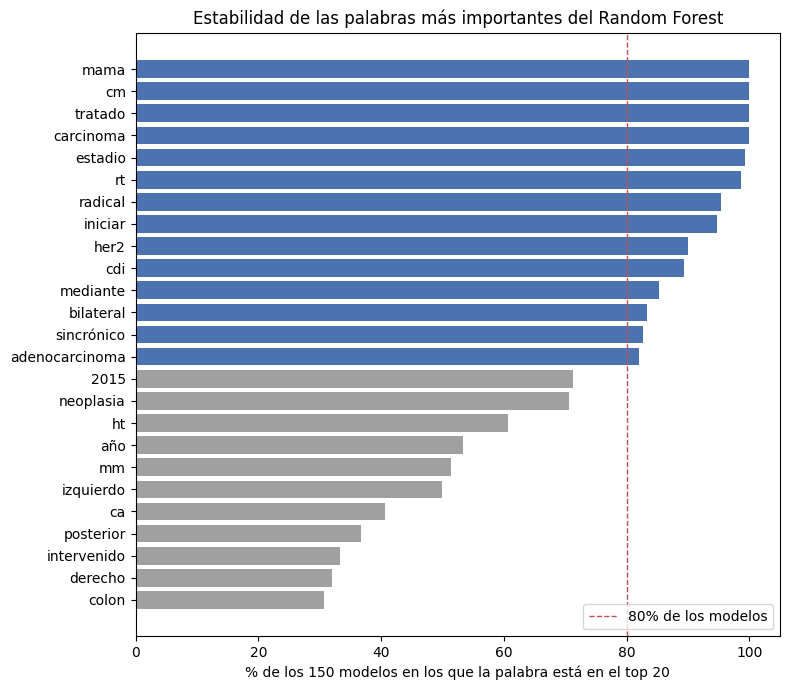 Estabilidad de las palabras más importantes del Random Forest
mama
cm
tratado
carcinoma
estadio
rt
radical
iniciar
her2
cdi
mediante
bilateral
sincrónico
adenocarcinoma
2015
neoplasia
ht
año
mm
izquierdo
ca
posterior
intervenido
derecho
colon
80% de los modelos
0 20 40 60 80 100
% de los 150 modelos en los que la palabra está en el top 20